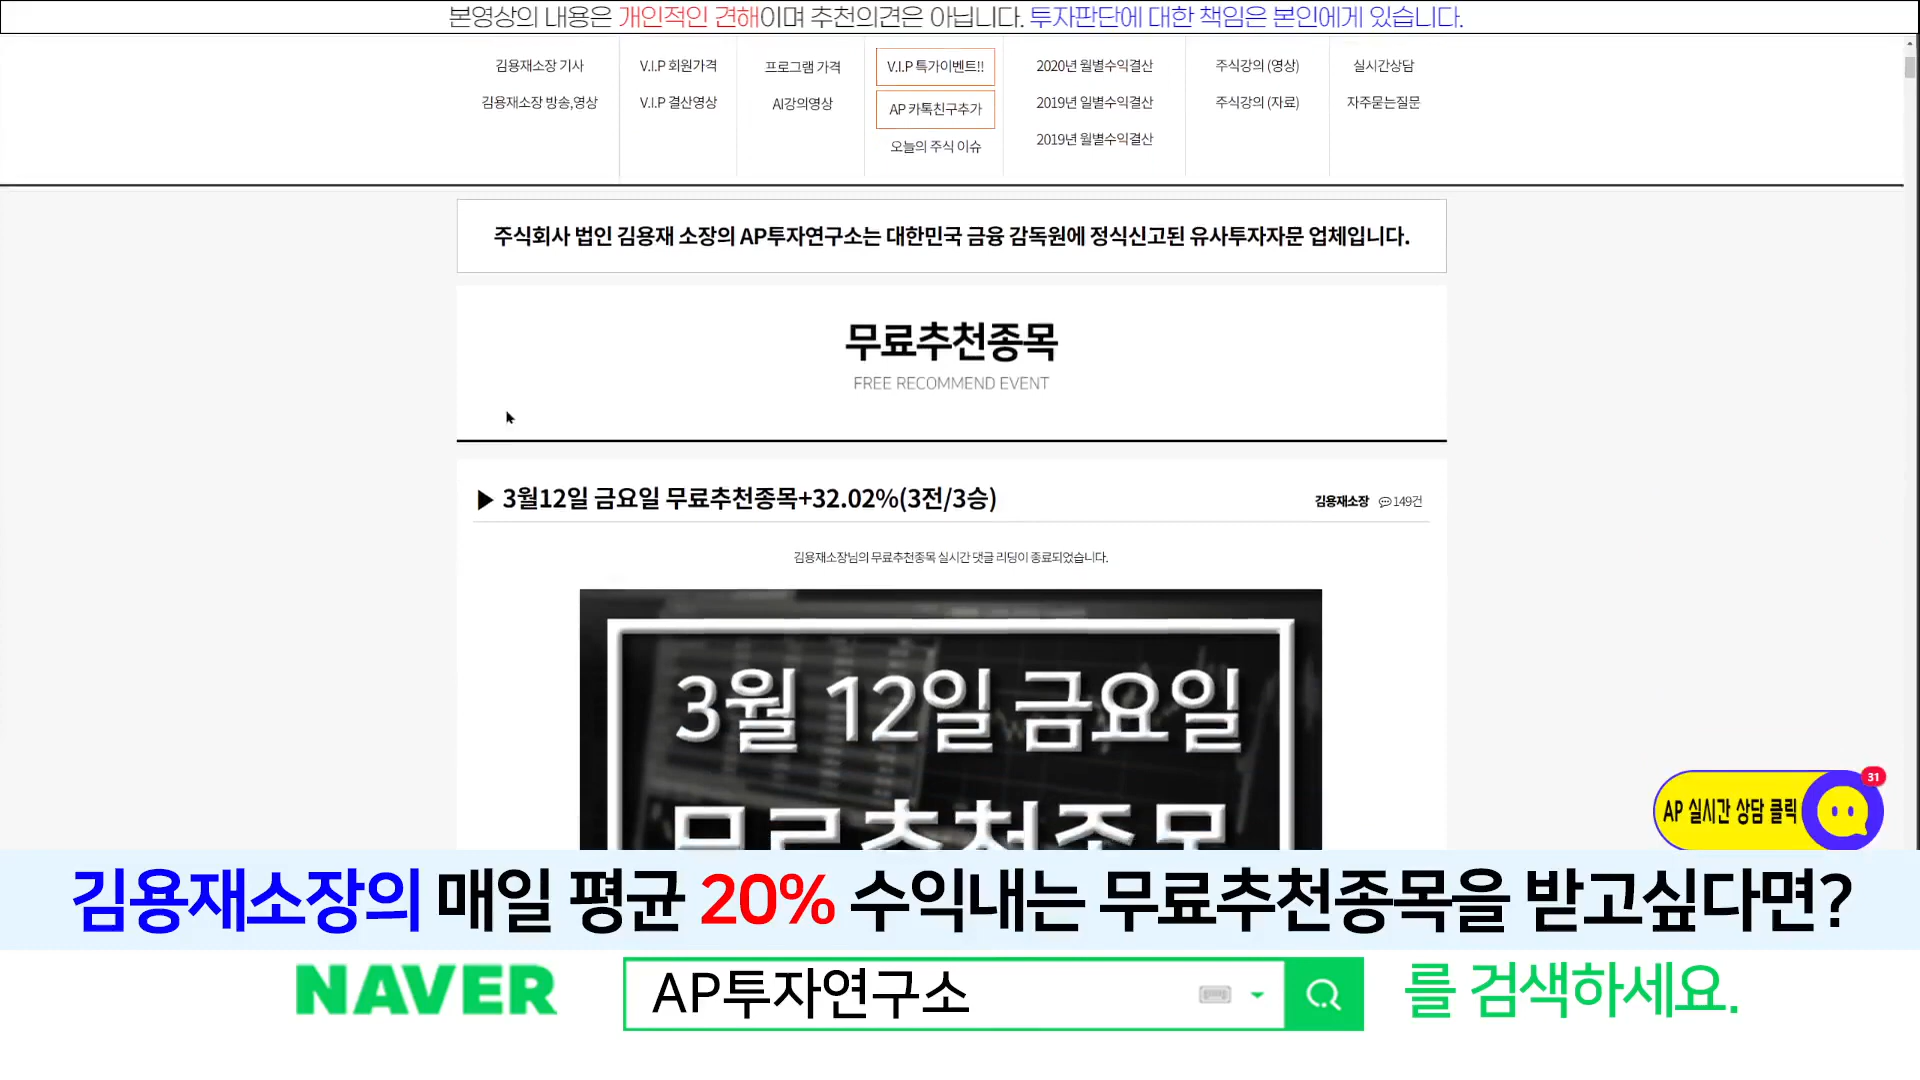 본영상의 내용은 개인적인 견해이며 추천의견은 아닙니다. 투자판단에 대한 책임은 본인에게 있습니다.
김용재소장 기사 V.I.P 회원가격 프로그램 가격 V.I.P 특가이벤트!! 2020년 월별수익결산 주식강의 (영상) 실시간상담
김용재소장 방송,영상 V.I.P 결산영상 AI강의영상 AP 카톡친구추가 2019년 일별수익결산 주식강의 (자료) 자주묻는질문
오늘의 주식 이슈 2019년 월별수익결산
주식회사 법인 김용재 소장의 AP투자연구소는 대한민국 금융 감독원에 정식신고된 유사투자자문 업체입니다.
무료추천종목
FREE RECOMMEND EVENT
▶ 3월12일 금요일 무료추천종목+32.02%(3전/3승) 김용재소장 149건
김용재소장님의 무료추천종목 실시간 댓글 리딩이 종료되었습니다.
3월 12일 금요일
무료추천종목
31
AP 실시간 상담 클릭
김용재소장의 매일 평균 20% 수익내는 무료추천종목을 받고싶다면?
NAVER AP투자연구소 를 검색하세요.